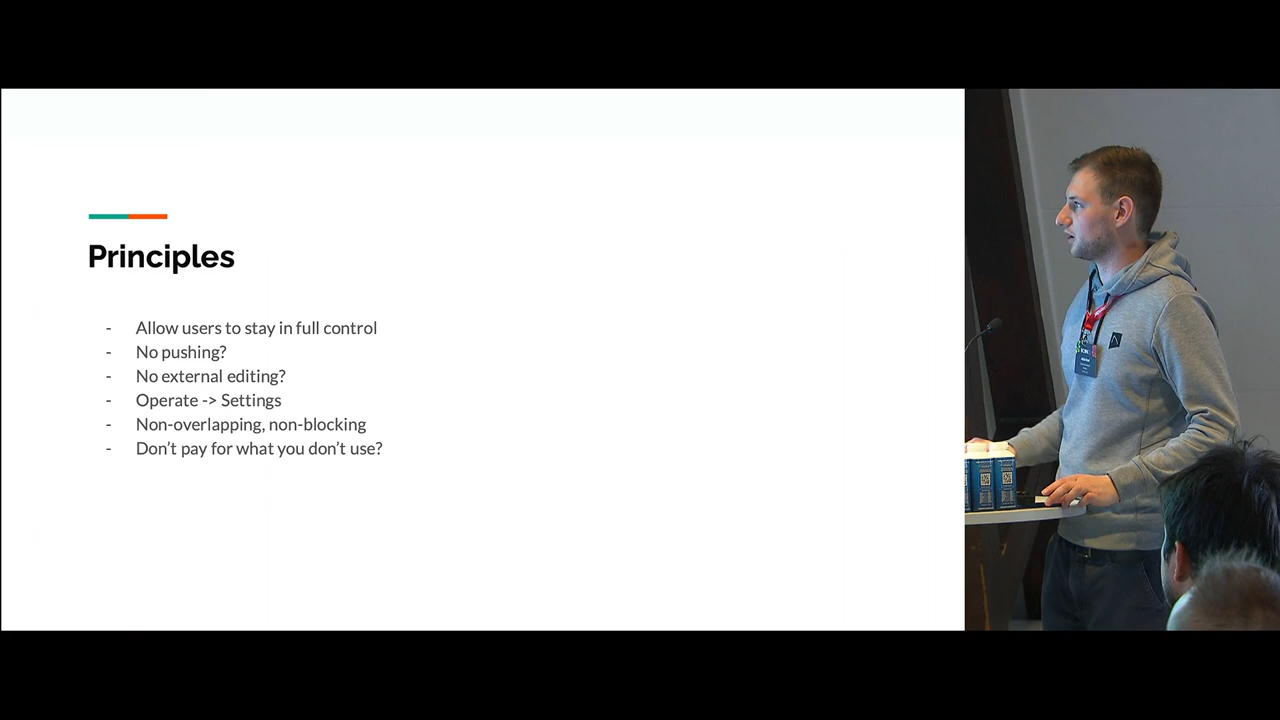 Principles
- Allow users to stay in full control
- No pushing?
- No external editing?
- Operate -> Settings
- Non-overlapping, non-blocking
- Don’t pay for what you don’t use?